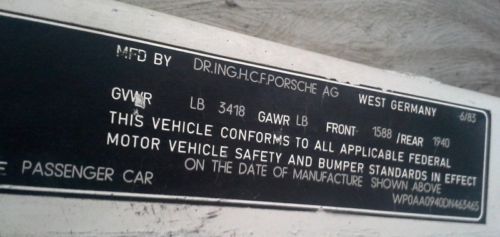 MFD BY DR.ING.H.C.F.PORSCHE AG WEST GERMANY 6/83
GVWR LB 3418 GAWR LB FRONT 1588 /REAR 1940
THIS VEHICLE CONFORMS TO ALL APPLICABLE FEDERAL
MOTOR VEHICLE SAFETY AND BUMPER STANDARDS IN EFFECT
ON THE DATE OF MANUFACTURE SHOWN ABOVE
PASSENGER CAR WP0AA0940DN463465